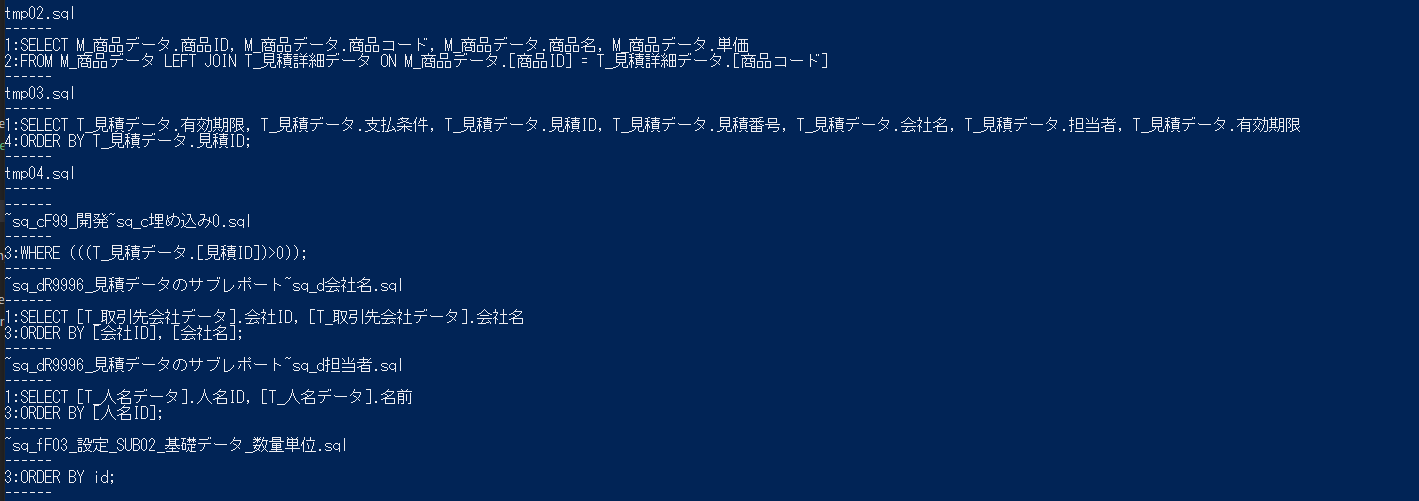 tmp02.sql
------
1:SELECT M_商品データ.商品ID, M_商品データ.商品コード, M_商品データ.商品名, M_商品データ.単価
2:FROM M_商品データ LEFT JOIN T_見積詳細データ ON M_商品データ.[商品ID] = T_見積詳細データ.[商品コード]
------
tmp03.sql
------
1:SELECT T_見積データ.有効期限, T_見積データ.支払条件, T_見積データ.見積ID, T_見積データ.見積番号, T_見積データ.会社名, T_見積データ.担当者, T_見積データ.有効期限
4:ORDER BY T_見積データ.見積ID;
------
tmp04.sql
------
------
~sq_cF99_開発~sq_c埋め込み0.sql
------
3:WHERE (((T_見積データ.[見積ID])>0));
------
~sq_dR9996_見積データのサブレポート~sq_d会社名.sql
------
1:SELECT [T_取引先会社データ].会社ID, [T_取引先会社データ].会社名
3:ORDER BY [会社ID], [会社名];
------
~sq_dR9996_見積データのサブレポート~sq_d担当者.sql
------
1:SELECT [T_人名データ].人名ID, [T_人名データ].名前
3:ORDER BY [人名ID];
------
~sq_fF03_設定_SUB02_基礎データ_数量単位.sql
------
3:ORDER BY id;
------